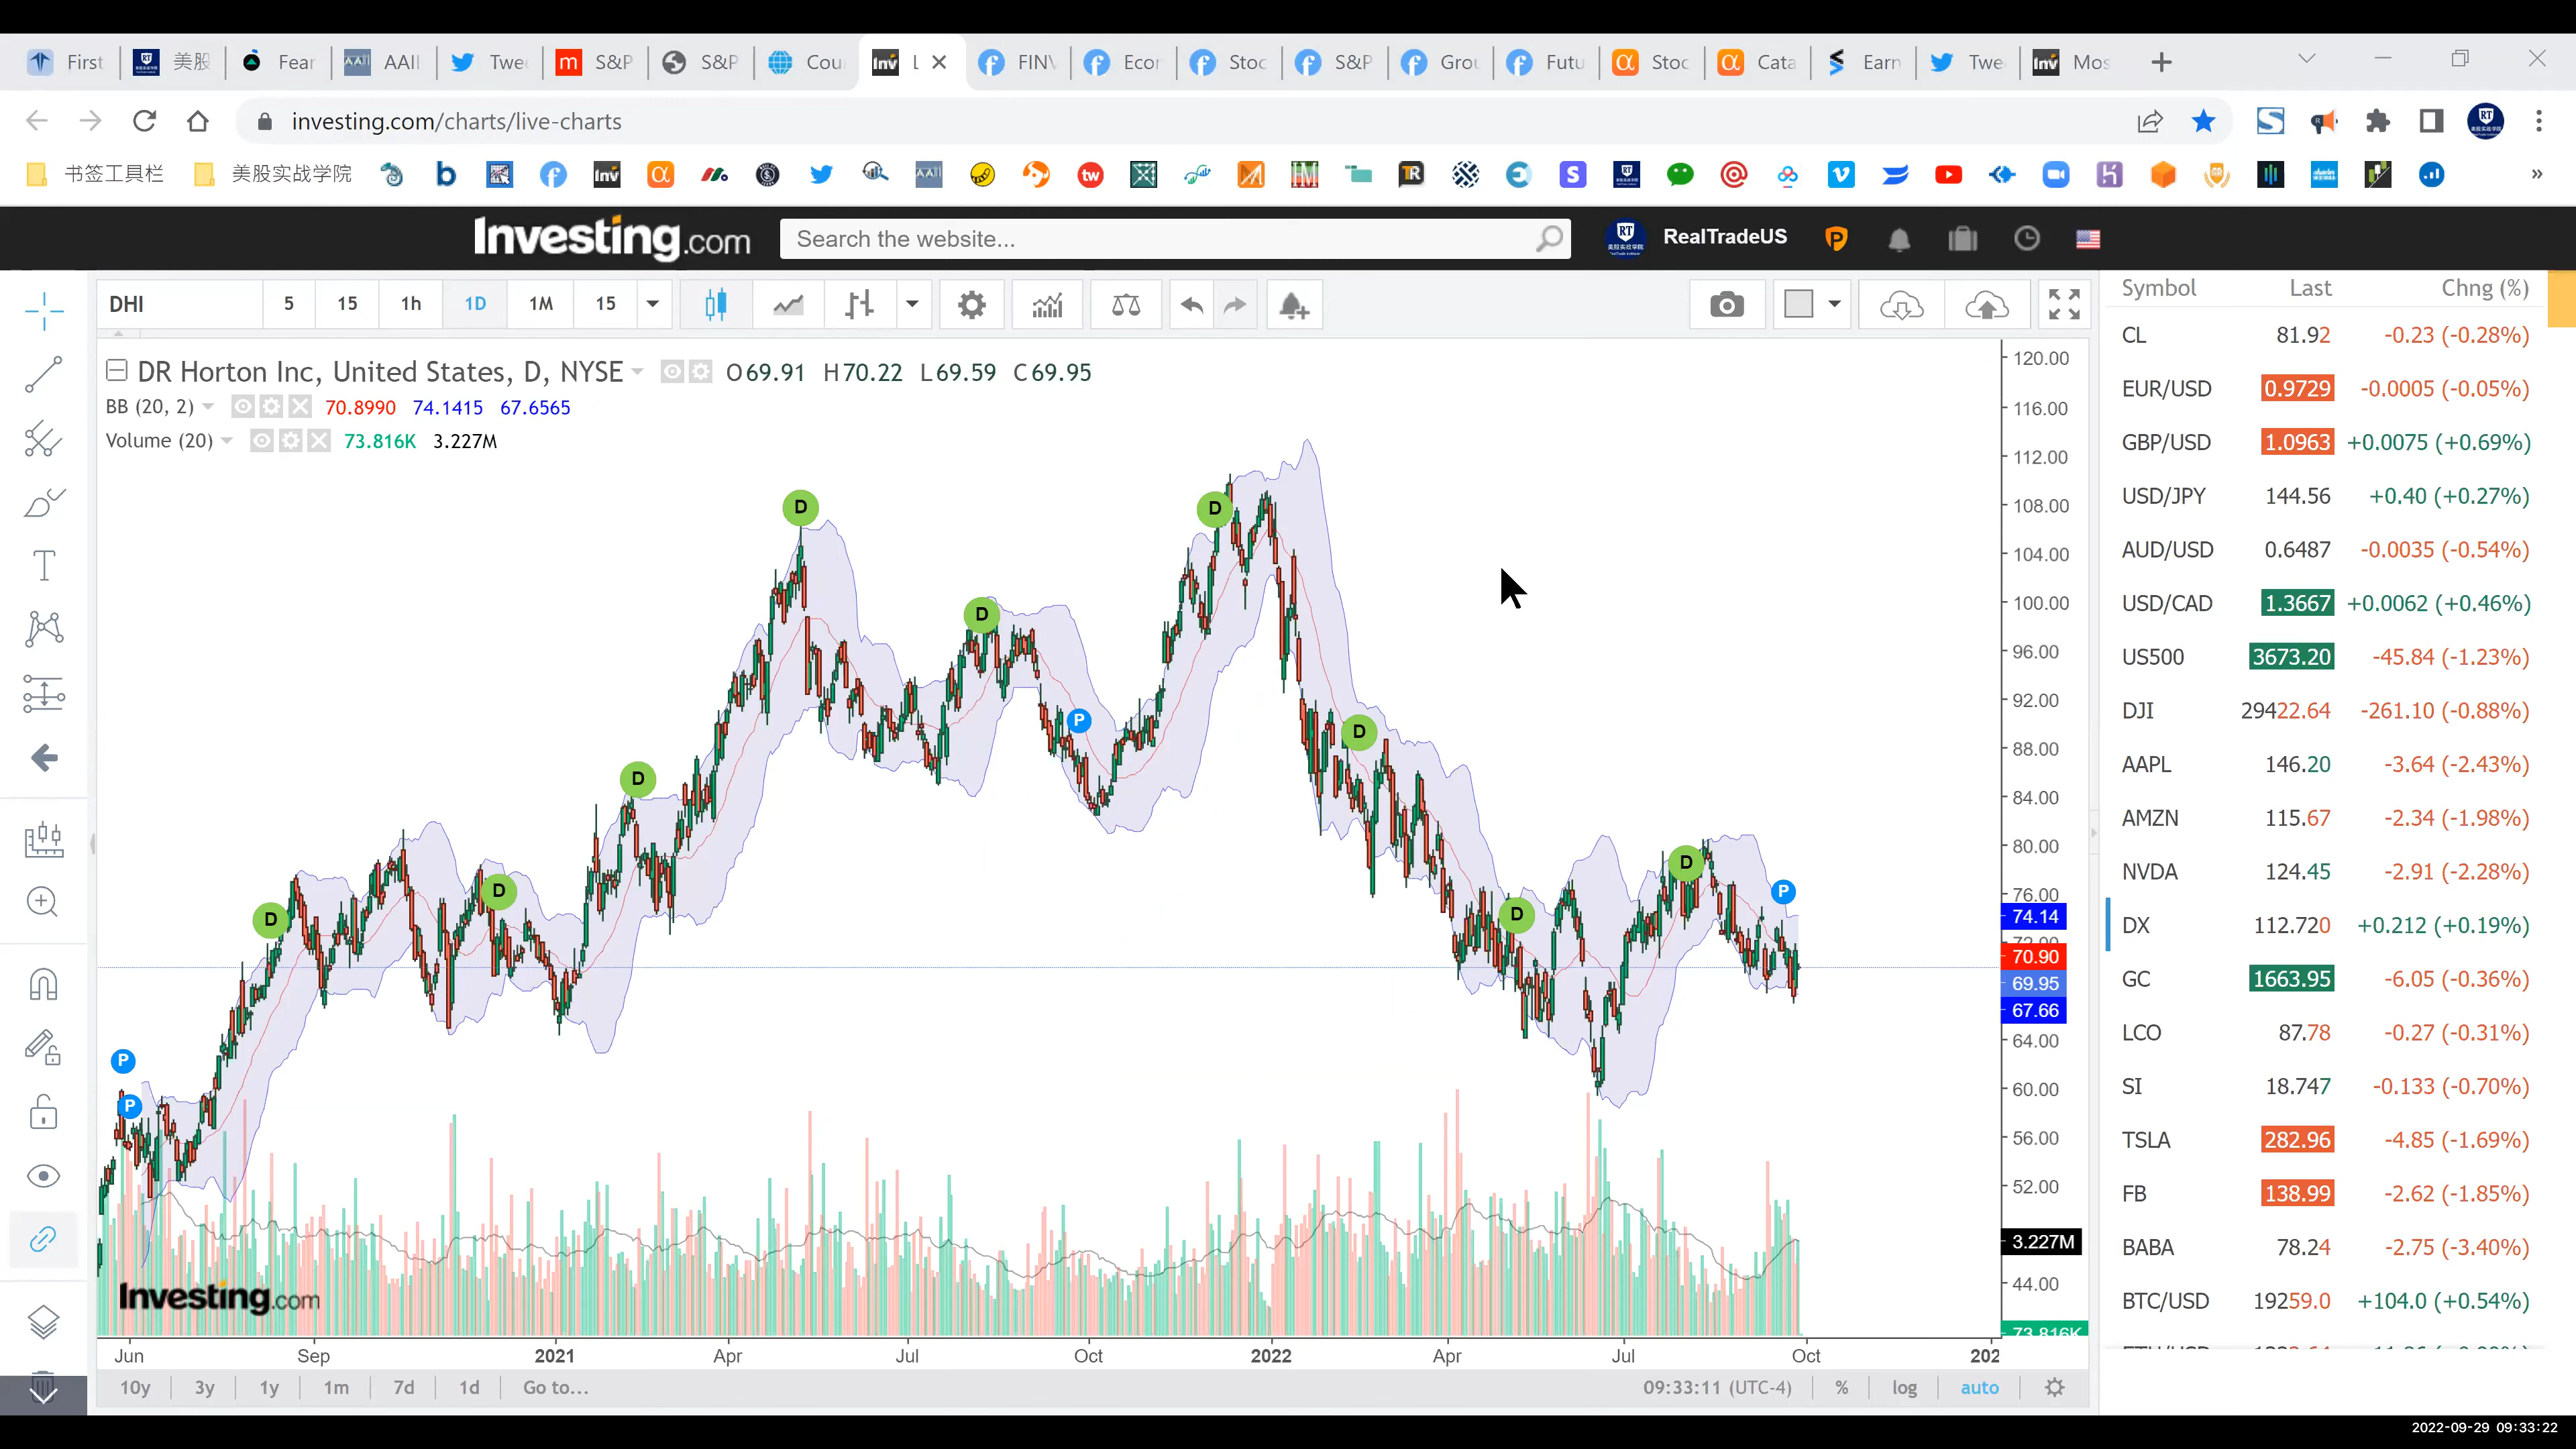 First 美股 Fear AAII Twee S&P S&P Cou L FINV Ecor Stoc S&P Grou Futu Stoc Cata Earn Twe Mos
investing.com/charts/live-charts
书签工具栏 美股实战学院
Investing.com Search the website... RealTradeUS
DHI 5 15 1h 1D 1M 15
DR Horton Inc, United States, D, NYSE O69.91 H70.22 L69.59 C69.95
BB (20, 2) 70.8990 74.1415 67.6565
Volume (20) 73.816K 3.227M
D D D D D D D D D
P P P P
120.00
116.00
112.00
108.00
104.00
100.00
96.00
92.00
88.00
84.00
80.00
76.00
74.14
72.00
70.90
69.95
67.66
64.00
60.00
56.00
52.00
3.227M
44.00
73.816K
Investing.com
Jun Sep 2021 Apr Jul Oct 2022 Apr Jul Oct 202
10y 3y 1y 1m 7d 1d Go to... 09:33:11 (UTC-4) % log auto
Symbol Last Chng (%)
CL 81.92 -0.23 (-0.28%)
EUR/USD 0.9729 -0.0005 (-0.05%)
GBP/USD 1.0963 +0.0075 (+0.69%)
USD/JPY 144.56 +0.40 (+0.27%)
AUD/USD 0.6487 -0.0035 (-0.54%)
USD/CAD 1.3667 +0.0062 (+0.46%)
US500 3673.20 -45.84 (-1.23%)
DJI 29422.64 -261.10 (-0.88%)
AAPL 146.20 -3.64 (-2.43%)
AMZN 115.67 -2.34 (-1.98%)
NVDA 124.45 -2.91 (-2.28%)
DX 112.720 +0.212 (+0.19%)
GC 1663.95 -6.05 (-0.36%)
LCO 87.78 -0.27 (-0.31%)
SI 18.747 -0.133 (-0.70%)
TSLA 282.96 -4.85 (-1.69%)
FB 138.99 -2.62 (-1.85%)
BABA 78.24 -2.75 (-3.40%)
BTC/USD 19259.0 +104.0 (+0.54%)
2022-09-29 09:33:22